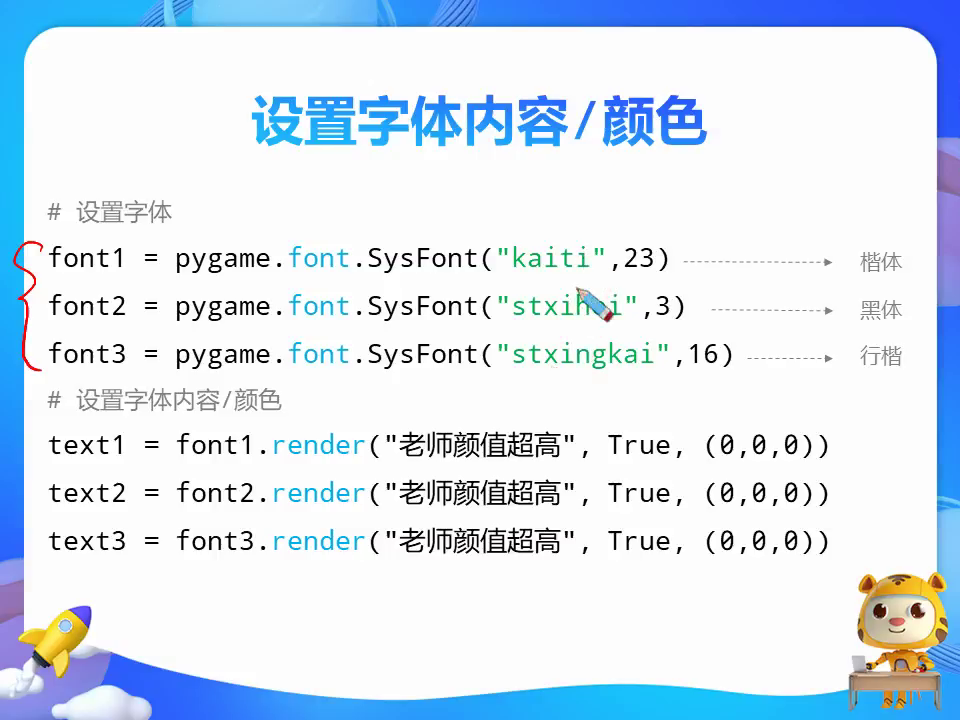 设置字体内容/颜色
# 设置字体
font1 = pygame.font.SysFont("kaiti",23) 楷体
font2 = pygame.font.SysFont("stxihei",3) 黑体
font3 = pygame.font.SysFont("stxingkai",16) 行楷
# 设置字体内容/颜色
text1 = font1.render("老师颜值超高", True, (0,0,0))
text2 = font2.render("老师颜值超高", True, (0,0,0))
text3 = font3.render("老师颜值超高", True, (0,0,0))